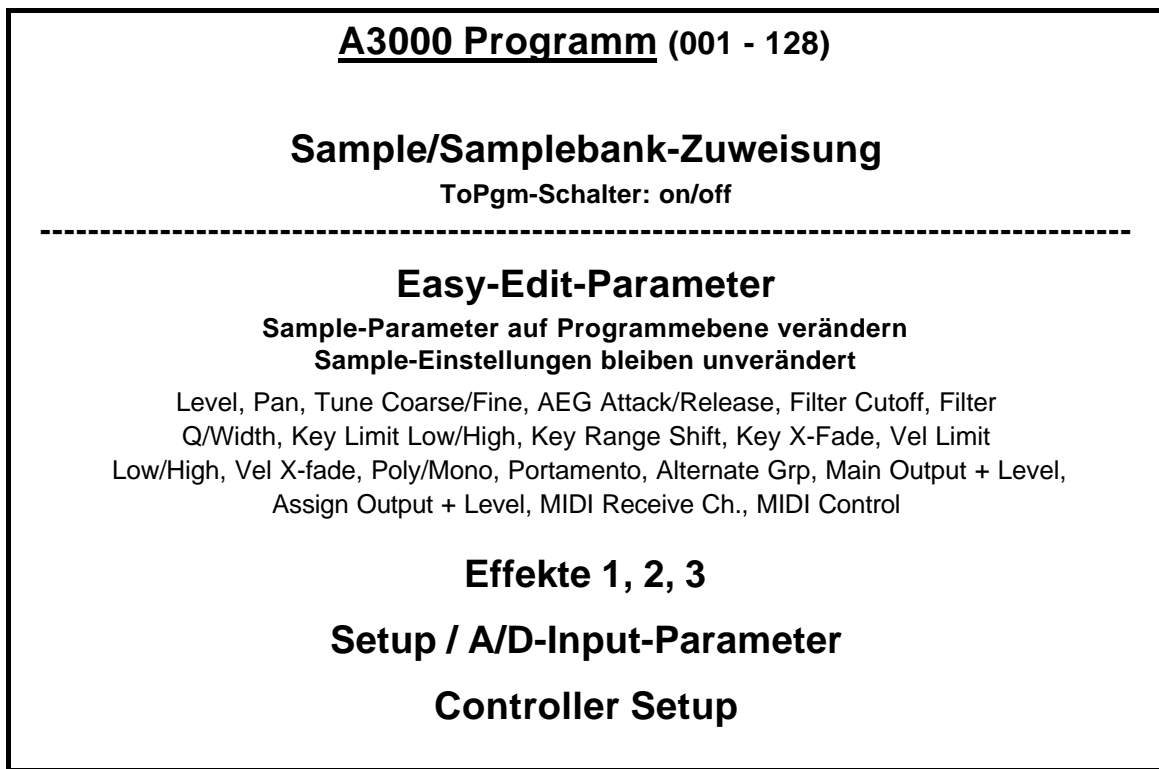 A3000 Programm (001 - 128)
Sample/Samplebank-Zuweisung
ToPgm-Schalter: on/off
-------------------------------------------------------------------------------------------
Easy-Edit-Parameter
Sample-Parameter auf Programmebene verändern
Sample-Einstellungen bleiben unverändert
Level, Pan, Tune Coarse/Fine, AEG Attack/Release, Filter Cutoff, Filter
Q/Width, Key Limit Low/High, Key Range Shift, Key X-Fade, Vel Limit
Low/High, Vel X-fade, Poly/Mono, Portamento, Alternate Grp, Main Output + Level,
Assign Output + Level, MIDI Receive Ch., MIDI Control
Effekte 1, 2, 3
Setup / A/D-Input-Parameter
Controller Setup